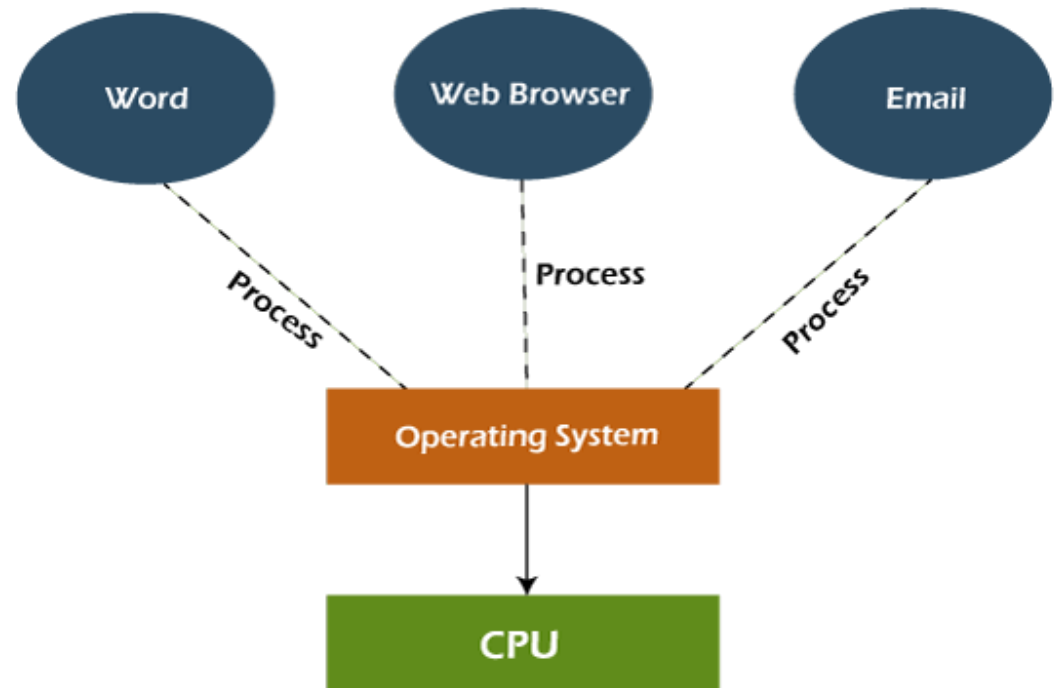 Word
Web Browser
Email
Process
Process
Process
Operating System
CPU